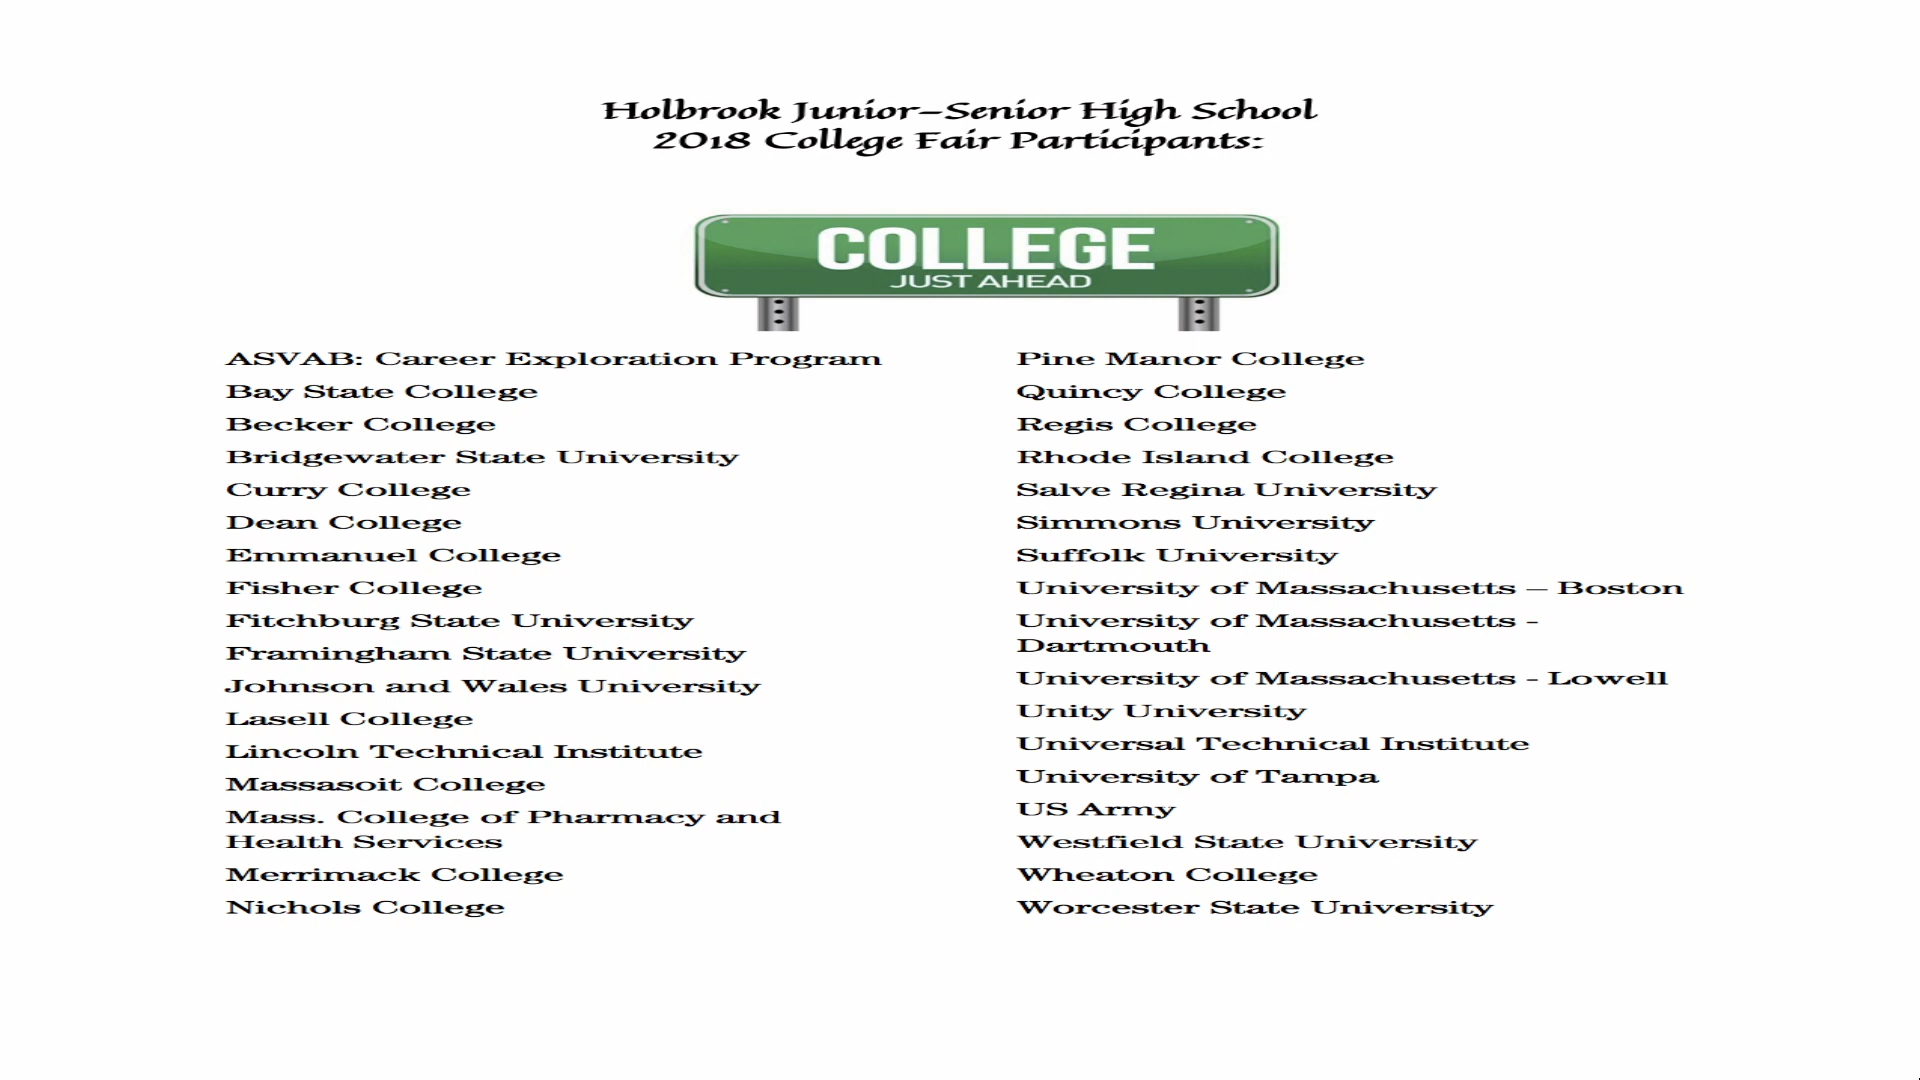 Holbrook Junior–Senior High School
2018 College Fair Participants:
COLLEGE
JUST AHEAD
ASVAB: Career Exploration Program
Bay State College
Becker College
Bridgewater State University
Curry College
Dean College
Emmanuel College
Fisher College
Fitchburg State University
Framingham State University
Johnson and Wales University
Lasell College
Lincoln Technical Institute
Massasoit College
Mass. College of Pharmacy and
Health Services
Merrimack College
Nichols College
Pine Manor College
Quincy College
Regis College
Rhode Island College
Salve Regina University
Simmons University
Suffolk University
University of Massachusetts – Boston
University of Massachusetts -
Dartmouth
University of Massachusetts - Lowell
Unity University
Universal Technical Institute
University of Tampa
US Army
Westfield State University
Wheaton College
Worcester State University